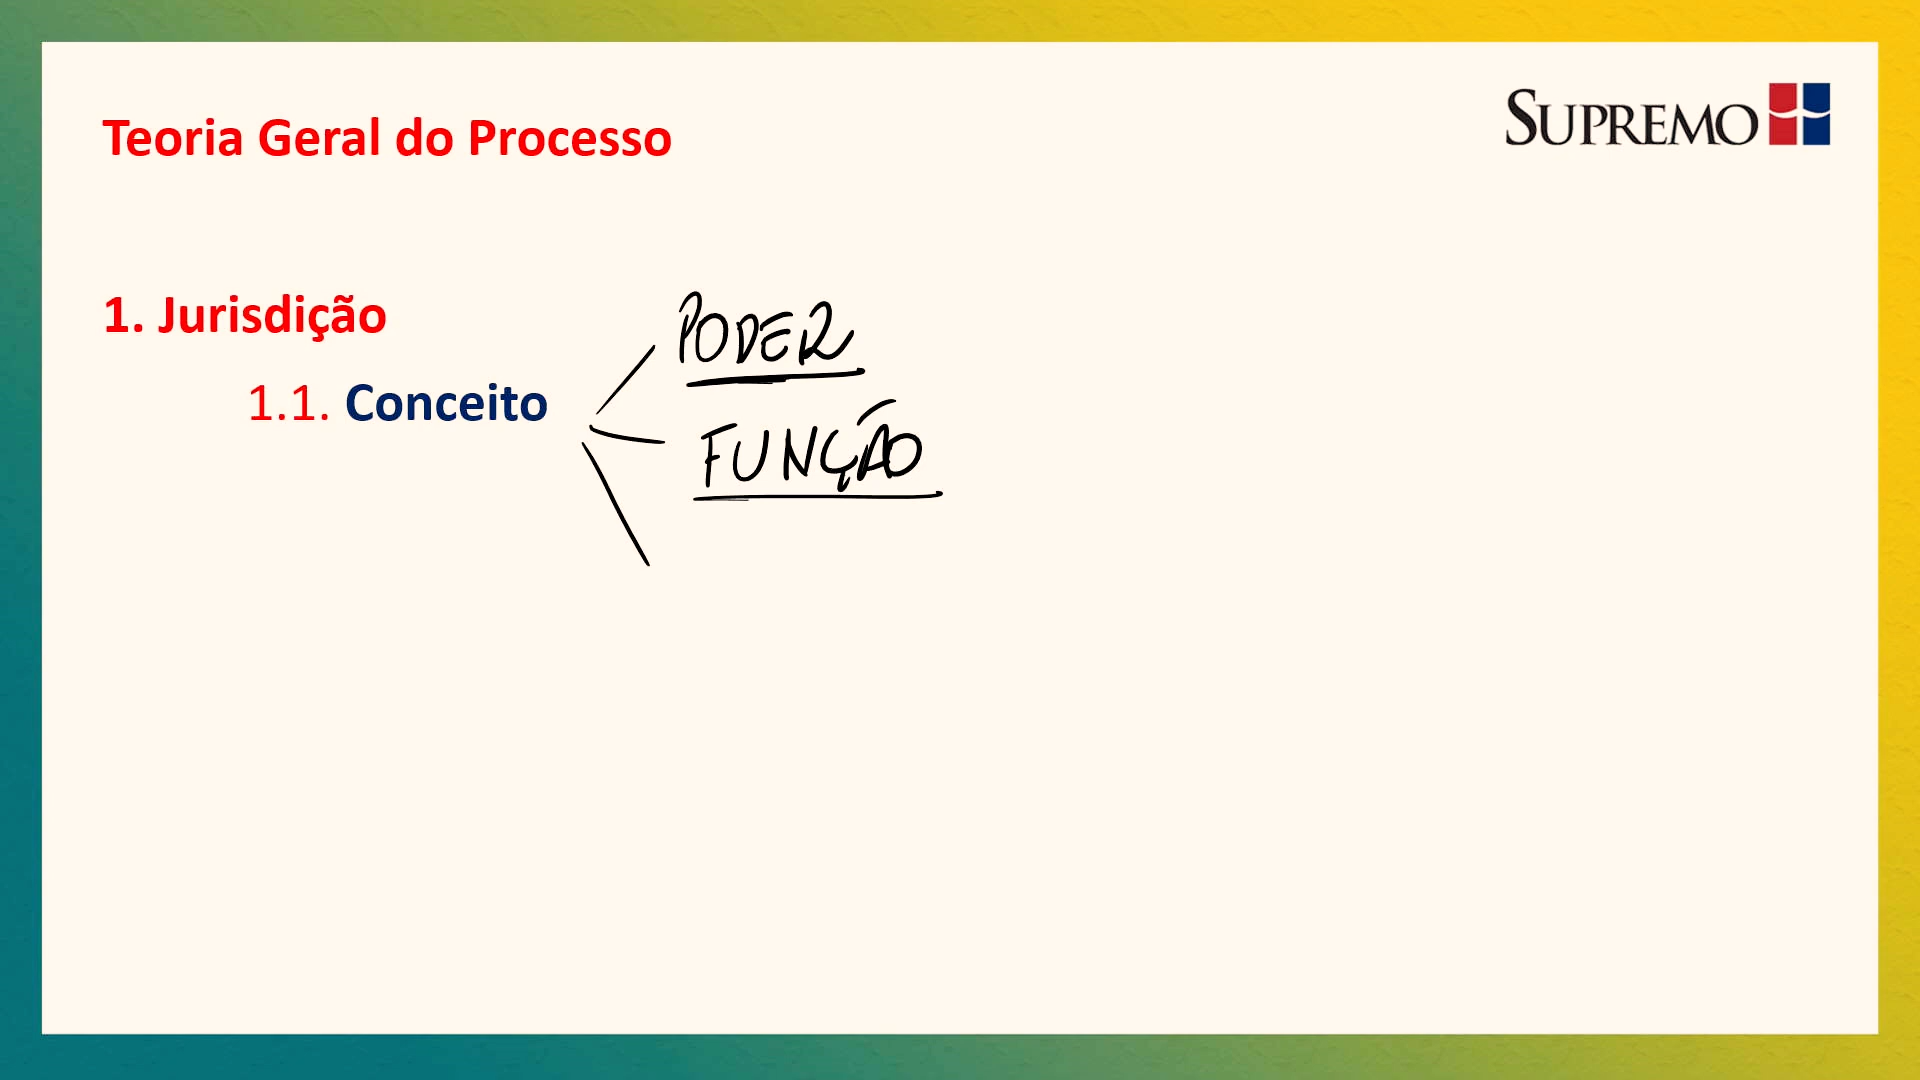 Teoria Geral do Processo
SUPREMO
1. Jurisdição
PODER
1.1. Conceito
FUNÇÃO